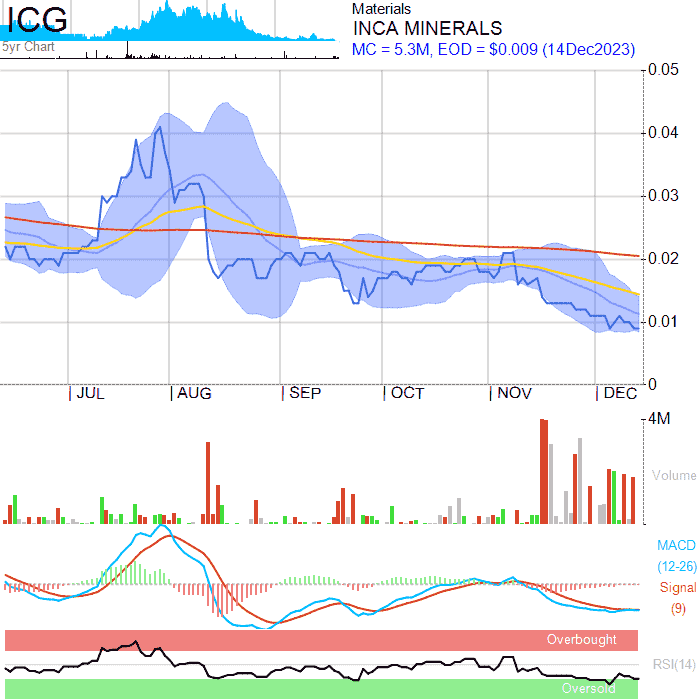 ICG
5yr Chart
Materials
INCA MINERALS
MC = 5.3M, EOD = $0.009 (14Dec2023)
0.05
0.04
0.03
0.02
0.01
0
JUL AUG SEP OCT NOV DEC
4M
Volume
MACD
(12-26)
Signal
(9)
Overbought
RSI(14)
Oversold